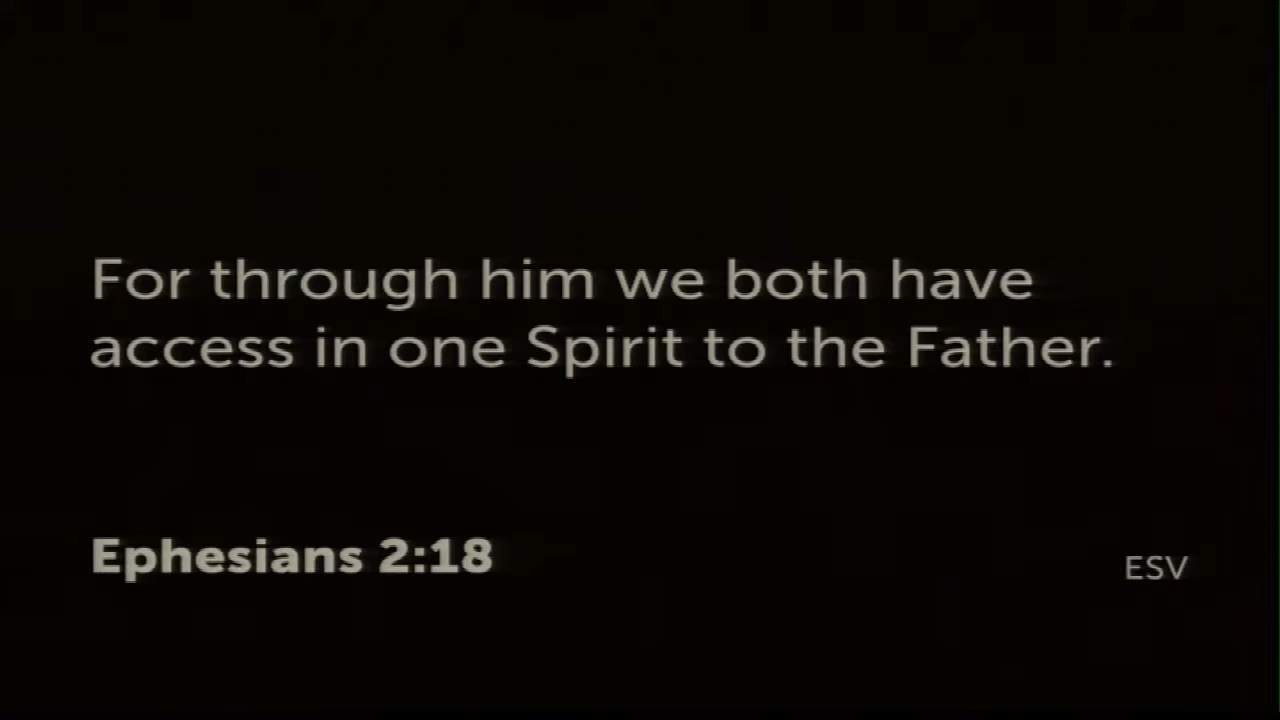 For through him we both have
access in one Spirit to the Father.
Ephesians 2:18
ESV